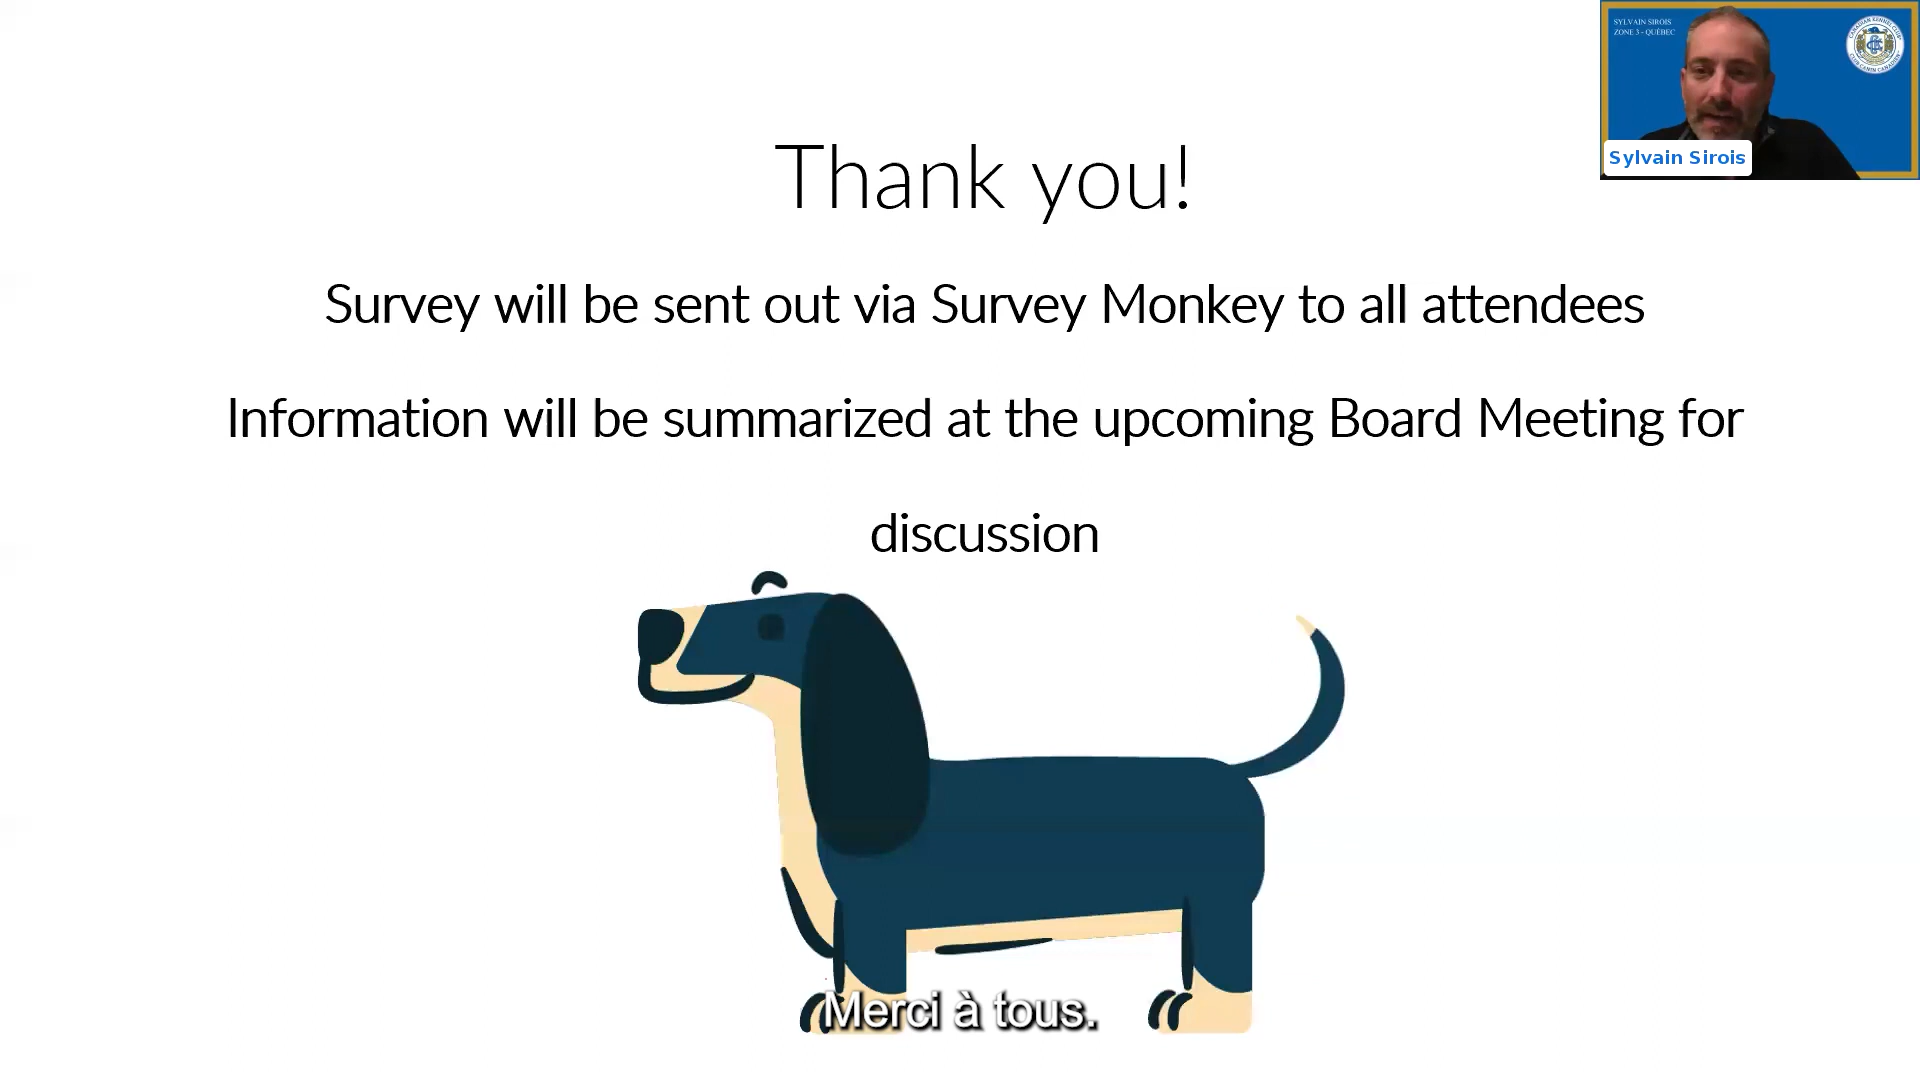 SYLVAIN SIROIS
ZONE 3 - QUÉBEC
Sylvain Sirois
Thank you!
Survey will be sent out via Survey Monkey to all attendees
Information will be summarized at the upcoming Board Meeting for
discussion
Merci à tous.